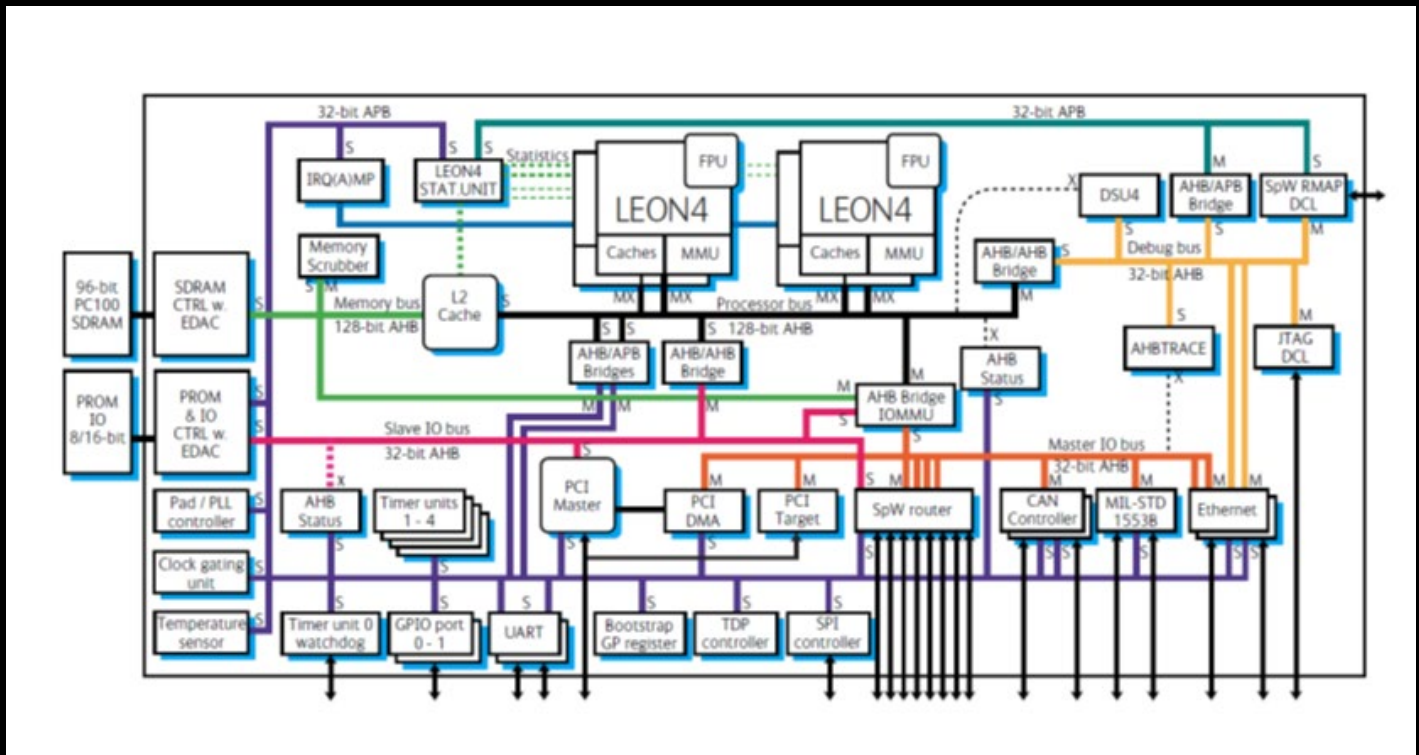 32-bit APB
32-bit APB
S
S
S
Statistics
FPU
FPU
M
S
IRQ(A)MP
LEON4
STAT.UNIT
LEON4
LEON4
X
DSU4
AHB/APB
Bridge
SpW RMAP
DCL
S
S
M
Memory
Scrubber
Caches
MMU
Caches
MMU
AHB/AHB
Bridge
S
Debug bus
32-bit AHB
96-bit
PC100
SDRAM
SDRAM
CTRL w.
EDAC
S
S
M
Memory bus
128-bit AHB
L2
Cache
S
MX
MX
Processor bus
128-bit AHB
MX
MX
M
S
S
S
X
S
M
AHB/APB
Bridges
AHB/AHB
Bridge
AHB
Status
AHBTRACE
JTAG
DCL
PROM
IO
8/16-bit
PROM
& IO
CTRL w.
EDAC
S
S
M
M
M
M
M
S
AHB Bridge
IOMMU
S
S
X
Slave IO bus
32-bit AHB
Master IO bus
32-bit AHB
S
X
M
M
S
M
M
M
M
M
Pad / PLL
controller
S
AHB
Status
Timer units
1 - 4
PCI
Master
PCI
DMA
PCI
Target
SpW router
CAN
Controller
MIL-STD
1553B
Ethernet
S
S
S
S
S
S
S
S
S
S
Clock gating
unit
S
Temperature
sensor
S
S
S
S
S
S
S
Timer unit 0
watchdog
GPIO port
0 - 1
UART
Bootstrap
GP register
TDP
controller
SPI
controller